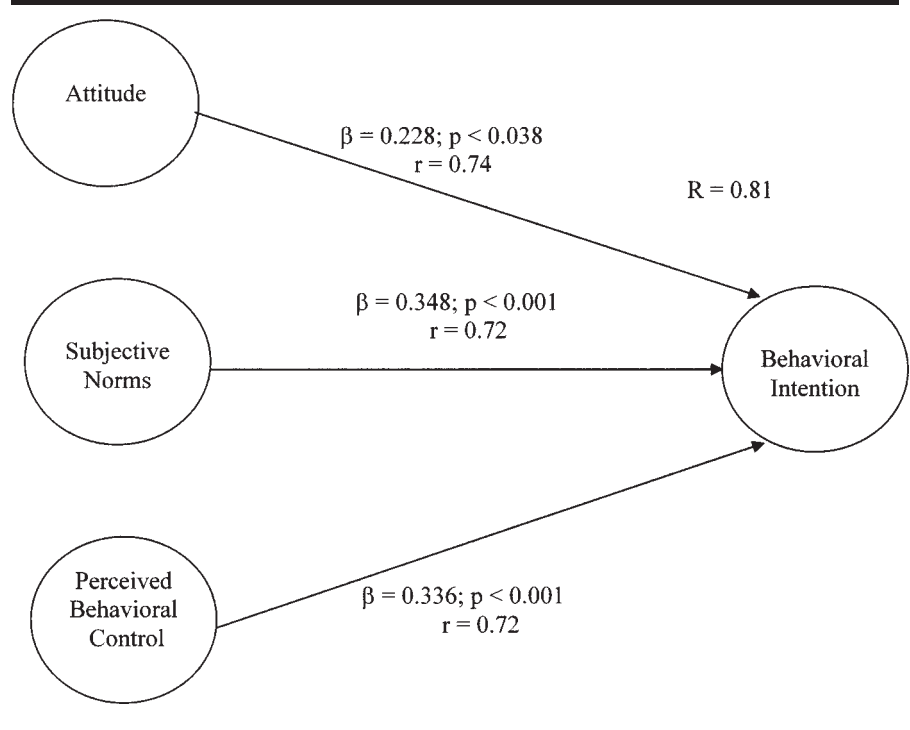 Attitude
β = 0.228; p < 0.038
r = 0.74
R = 0.81
β = 0.348; p < 0.001
r = 0.72
Subjective
Norms
Behavioral
Intention
Perceived
Behavioral
Control
β = 0.336; p < 0.001
r = 0.72